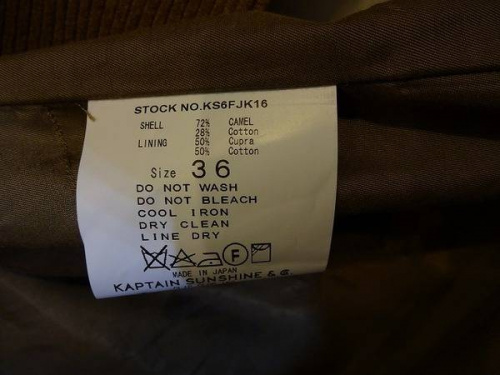 STOCK NO.KS6FJK16
SHELL 72% CAMEL
28% Cotton
LINING 50% Cupra
50% Cotton
Size 36
DO NOT WASH
DO NOT BLEACH
COOL IRON
DRY CLEAN
LINE DRY
F
MADE IN JAPAN
KAPTAIN SUNSHINE &